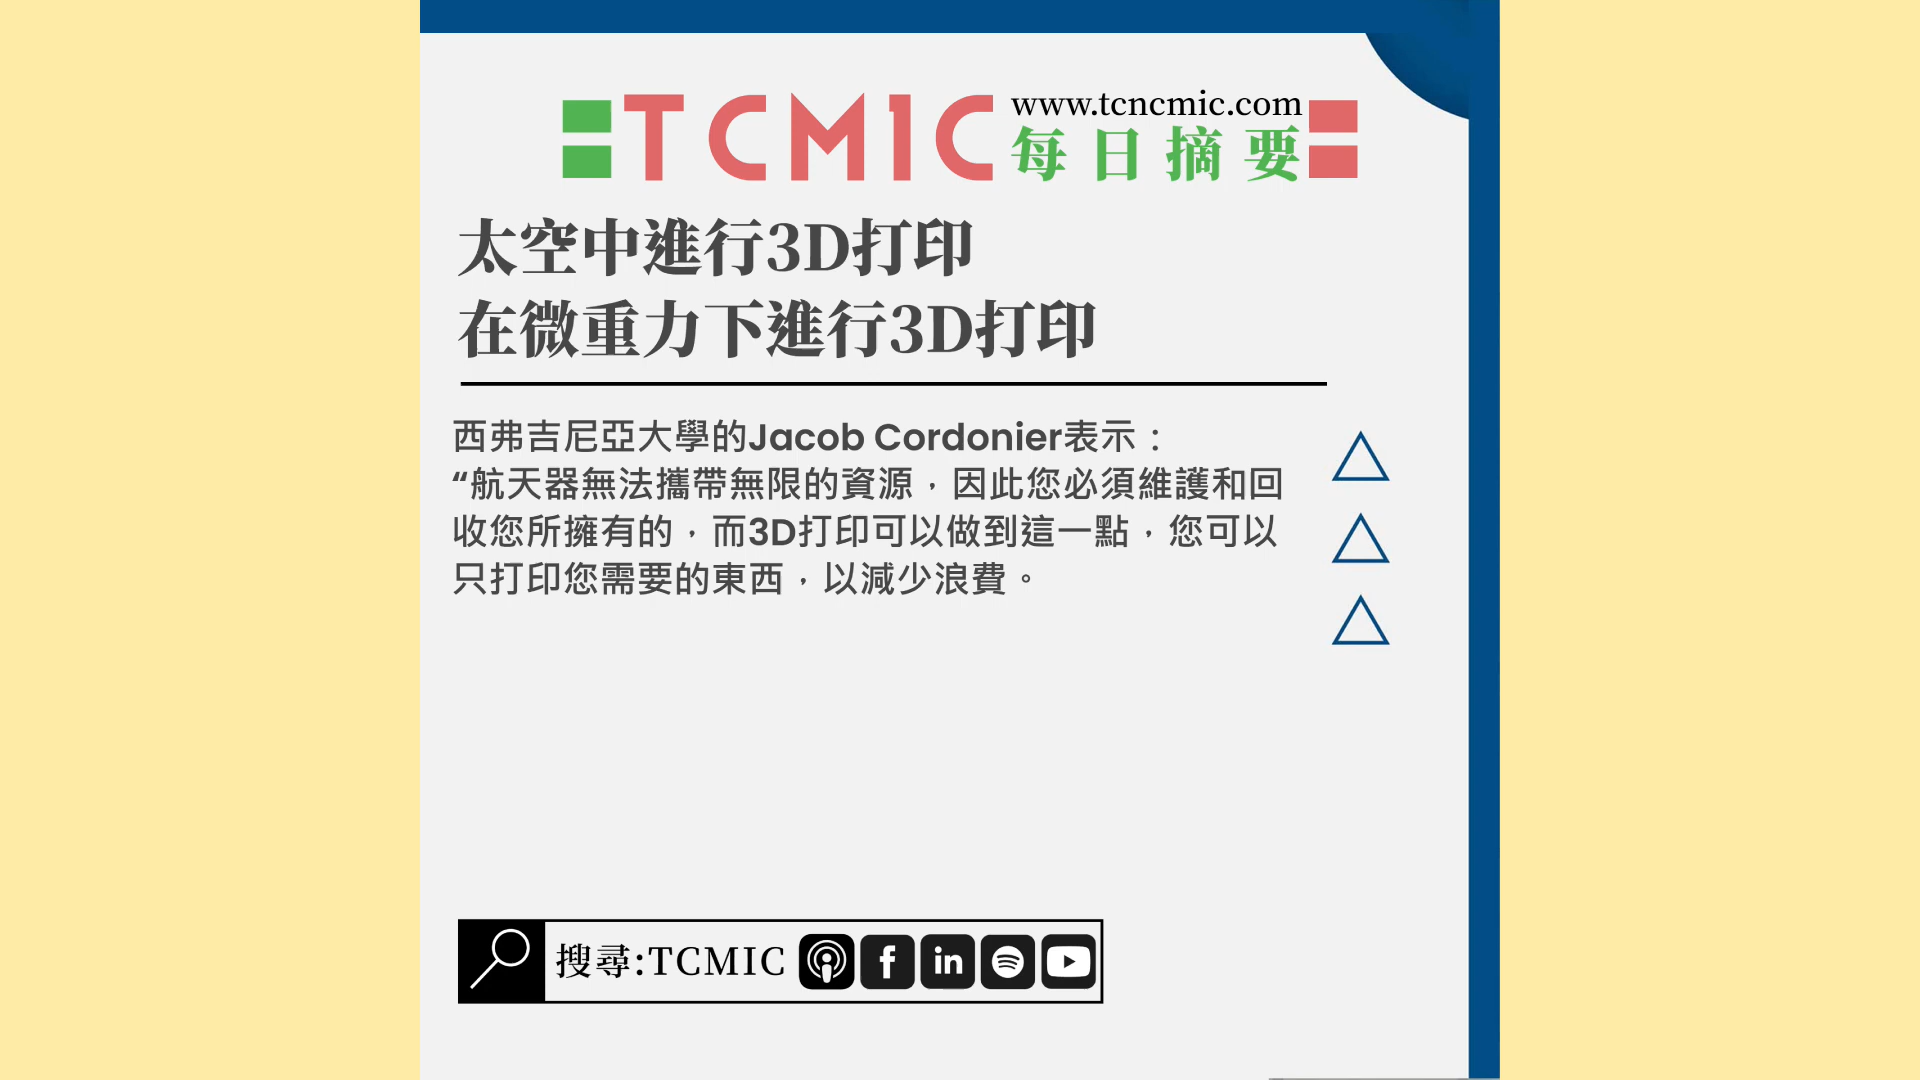 TCMIC
www.tcncmic.com
每日摘要
太空中進行3D打印
在微重力下進行3D打印
西弗吉尼亞大學的Jacob Cordonier表示：
“航天器無法攜帶無限的資源，因此您必須維護和回
收您所擁有的，而3D打印可以做到這一點，您可以
只打印您需要的東西，以減少浪費。
搜尋:TCMIC